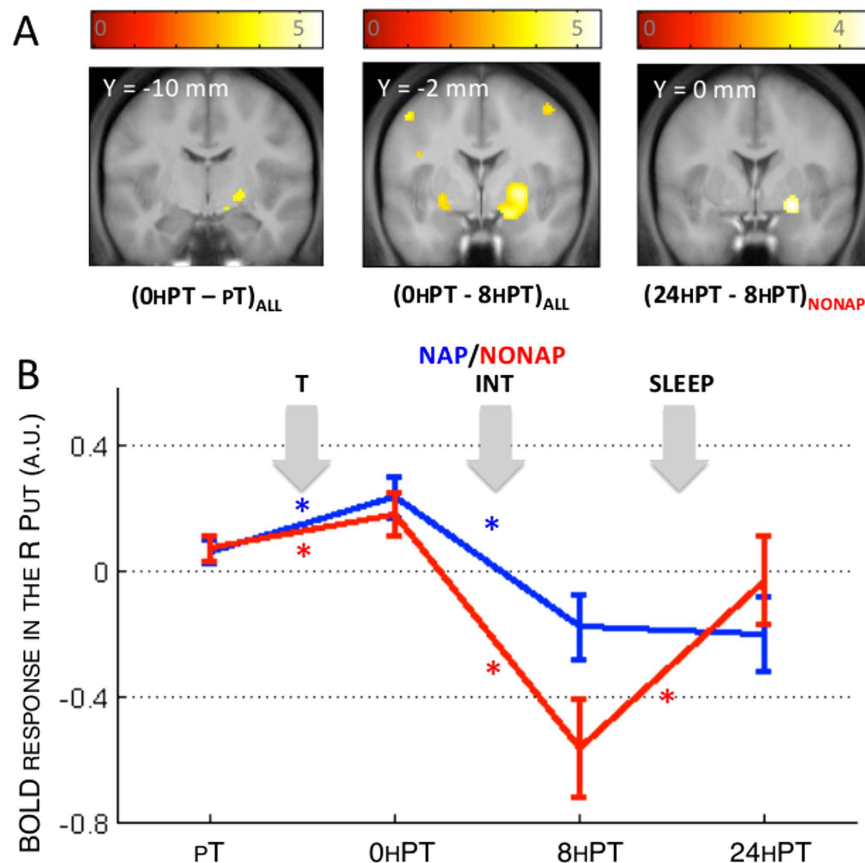 A
0 5
0 5
0 4
Y = -10 mm
Y = -2 mm
Y = 0 mm
(0HPT – PT)ALL
(0HPT - 8HPT)ALL
(24HPT - 8HPT)NONAP
B
NAP/NONAP
T
INT
SLEEP
BOLD RESPONSE IN THE R PUT (A.U.)
0.4
*
*
*
0
*
-0.4
*
-0.8
PT
0HPT
8HPT
24HPT